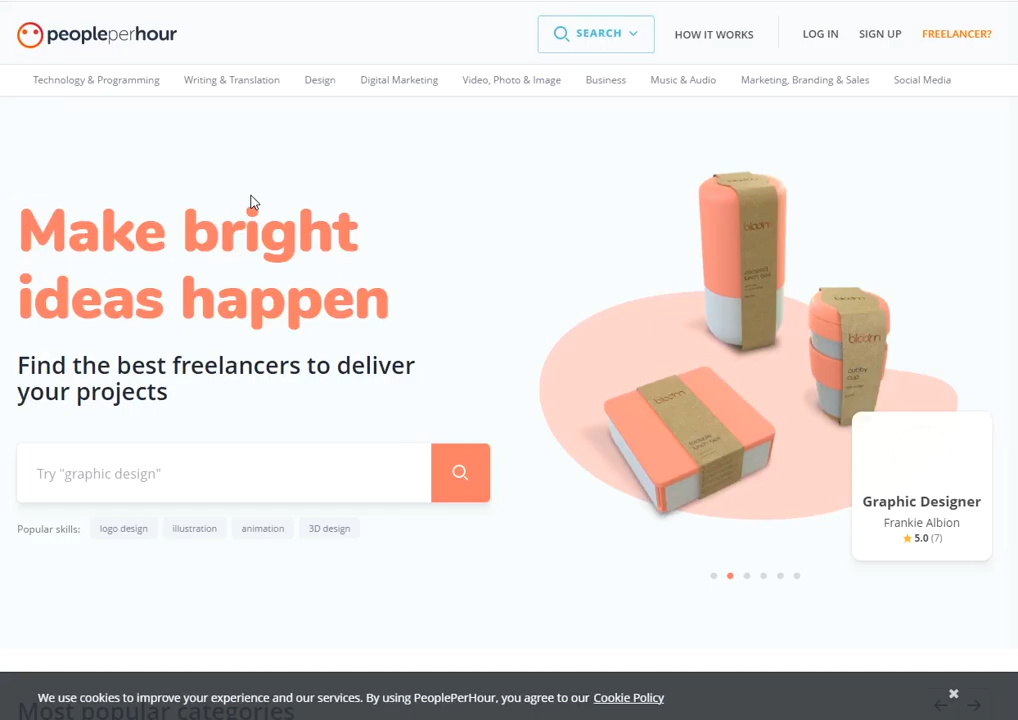 peopleperhour
SEARCH
HOW IT WORKS
LOG IN
SIGN UP
FREELANCER?
Technology & Programming
Writing & Translation
Design
Digital Marketing
Video, Photo & Image
Business
Music & Audio
Marketing, Branding & Sales
Social Media
Make bright
ideas happen
Find the best freelancers to deliver
your projects
Try "graphic design"
Popular skills:
logo design
illustration
animation
3D design
bloom
bloom
bloom
bloom
Graphic Designer
Frankie Albion
5.0 (7)
We use cookies to improve your experience and our services. By using PeoplePerHour, you agree to our Cookie Policy
Most popular categories